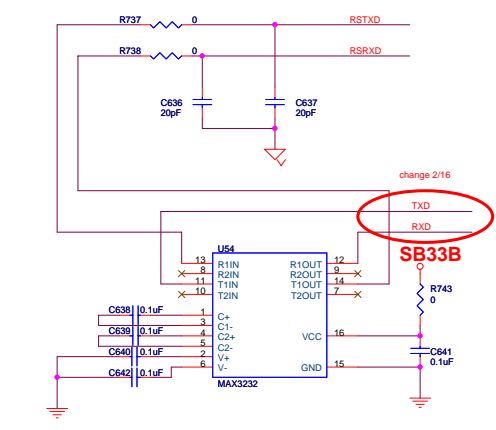 R737 0 RSTXD
R738 0 RSRXD
C636 C637
20pF 20pF
change 2/16
TXD
RXD
SB33B
U54
13 R1IN R1OUT 12
8 R2IN R2OUT 9
11 T1IN T1OUT 14
10 T2IN T2OUT 7
R743
0
C638 0.1uF 1 C+
3 C1-
C639 0.1uF 4 C2+
5 C2-
VCC 16
C640 0.1uF 2 V+
C641
0.1uF
C642 0.1uF 6 V-
GND 15
MAX3232